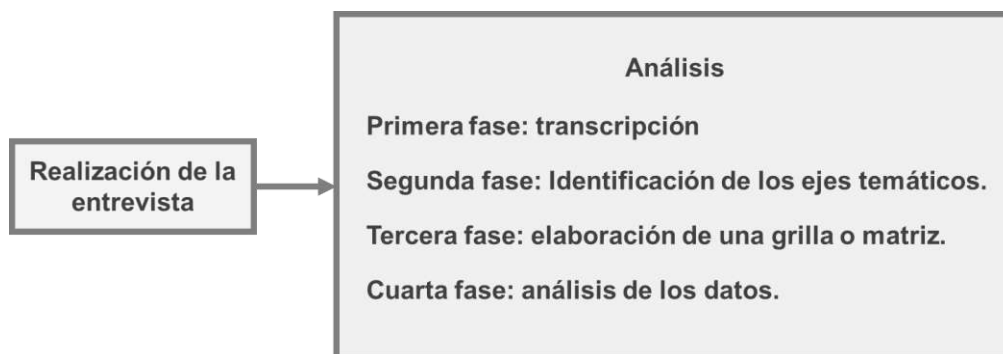 Realización de la
entrevista
Análisis
Primera fase: transcripción
Segunda fase: Identificación de los ejes temáticos.
Tercera fase: elaboración de una grilla o matriz.
Cuarta fase: análisis de los datos.